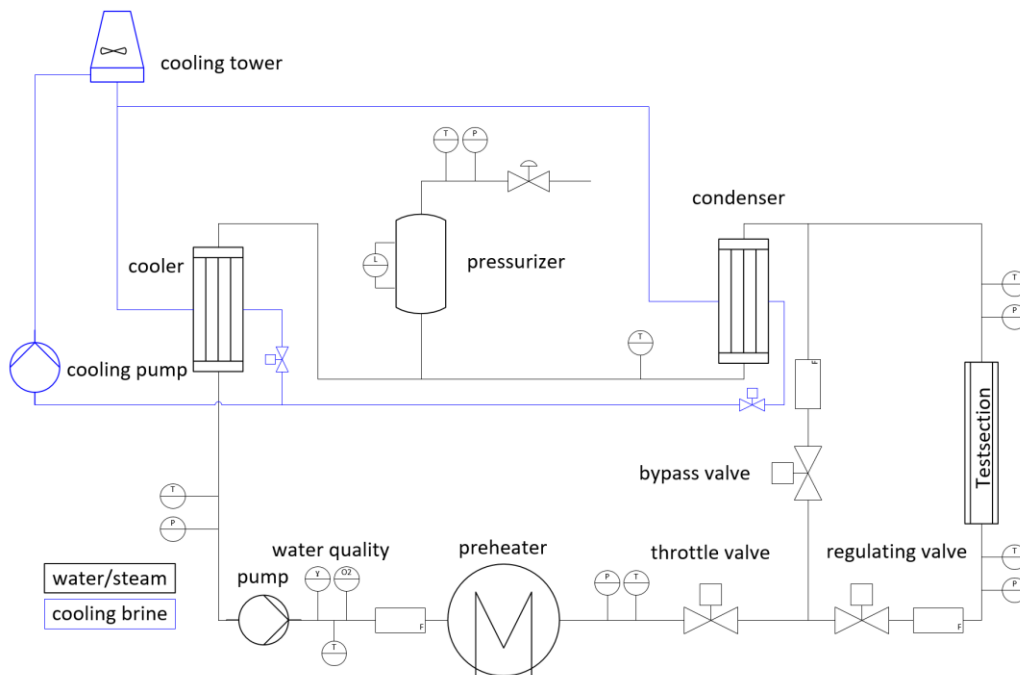 cooling tower
T
P
condenser
cooler
L
pressurizer
T
P
T
cooling pump
F
Testsection
bypass valve
T
P
water quality
preheater
throttle valve
regulating valve
T
P
water/steam
cooling brine
pump
Y
O2
T
F
P
T
F